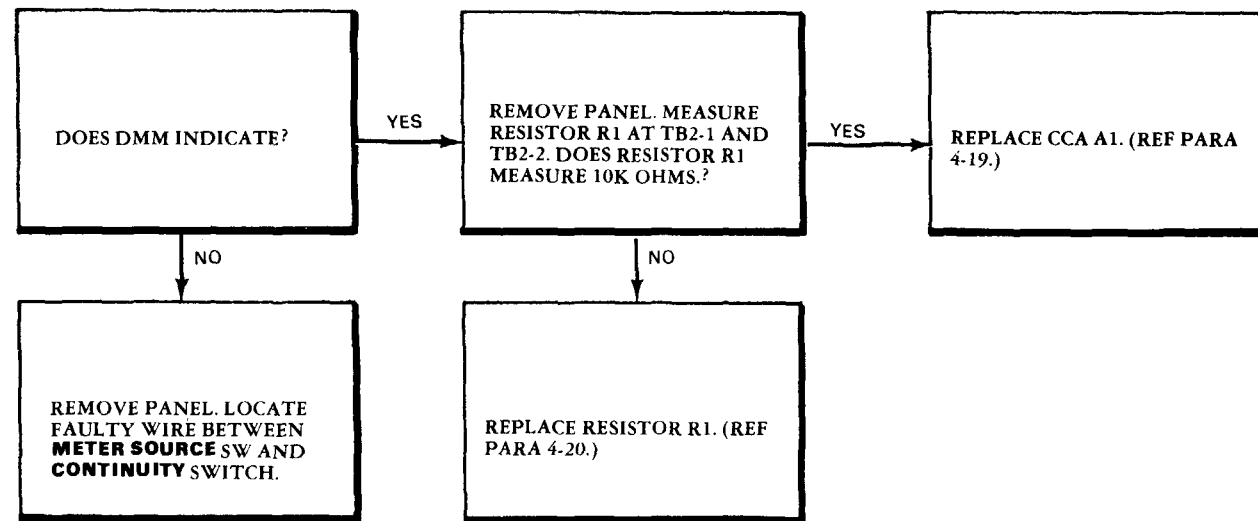 DOES DMM INDICATE?
YES
REMOVE PANEL. MEASURE
RESISTOR R1 AT TB2-1 AND
TB2-2. DOES RESISTOR R1
MEASURE 10K OHMS.?
YES
REPLACE CCA A1. (REF PARA
4-19.)
NO
NO
REMOVE PANEL. LOCATE
FAULTY WIRE BETWEEN
METER SOURCE SW AND
CONTINUITY SWITCH.
REPLACE RESISTOR R1. (REF
PARA 4-20.)